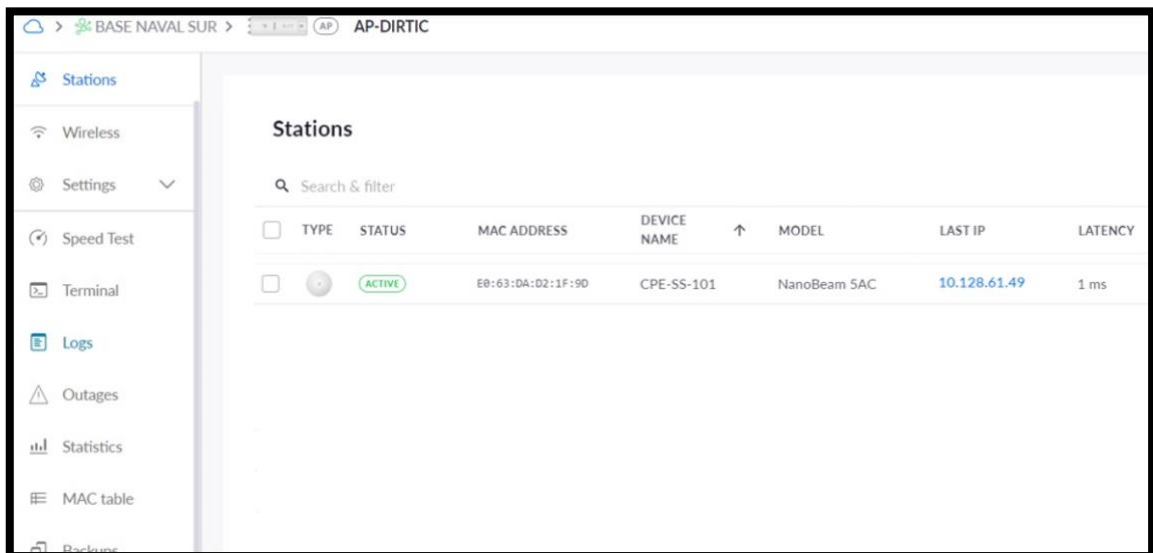 BASE NAVAL SUR > AP AP-DIRTIC
Stations
Wireless
Settings
Speed Test
Terminal
Logs
Outages
Statistics
MAC table
Backups
Stations
Search & filter
TYPE STATUS MAC ADDRESS DEVICE NAME MODEL LAST IP LATENCY
ACTIVE E0:63:DA:D2:1F:9D CPE-SS-101 NanoBeam 5AC 10.128.61.49 1 ms